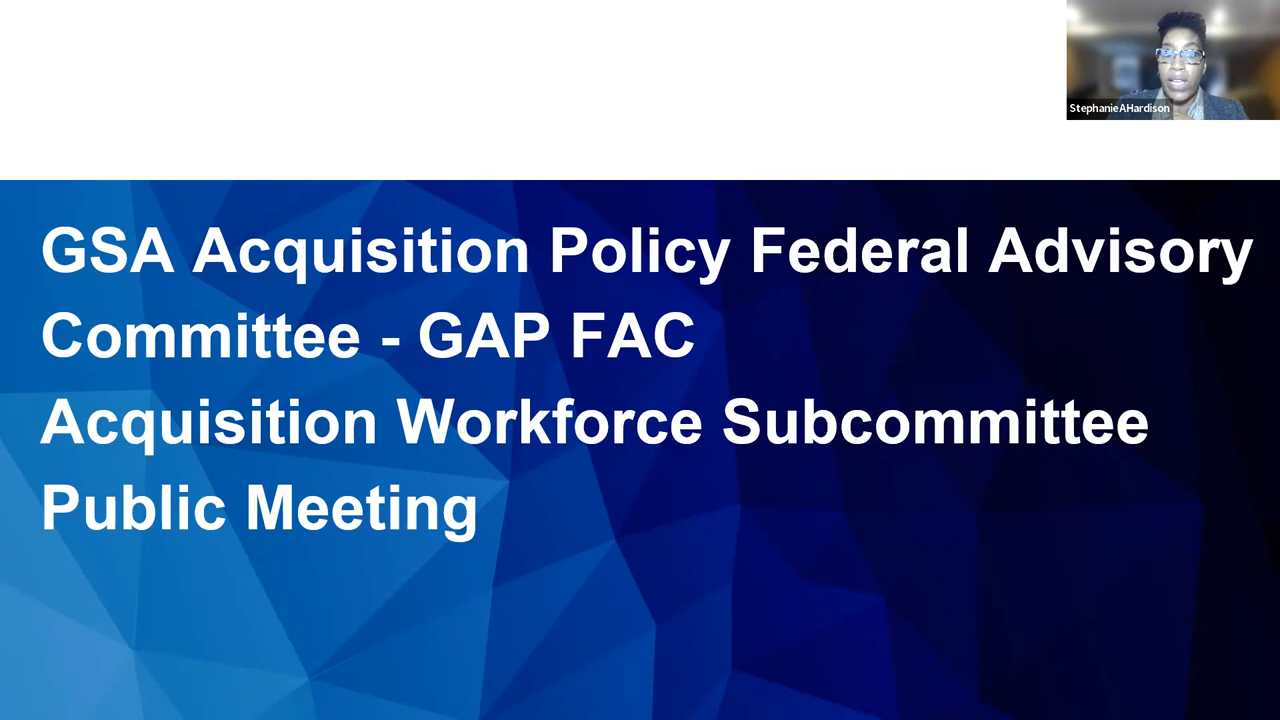 StephanieAHardison
GSA Acquisition Policy Federal Advisory
Committee - GAP FAC
Acquisition Workforce Subcommittee
Public Meeting